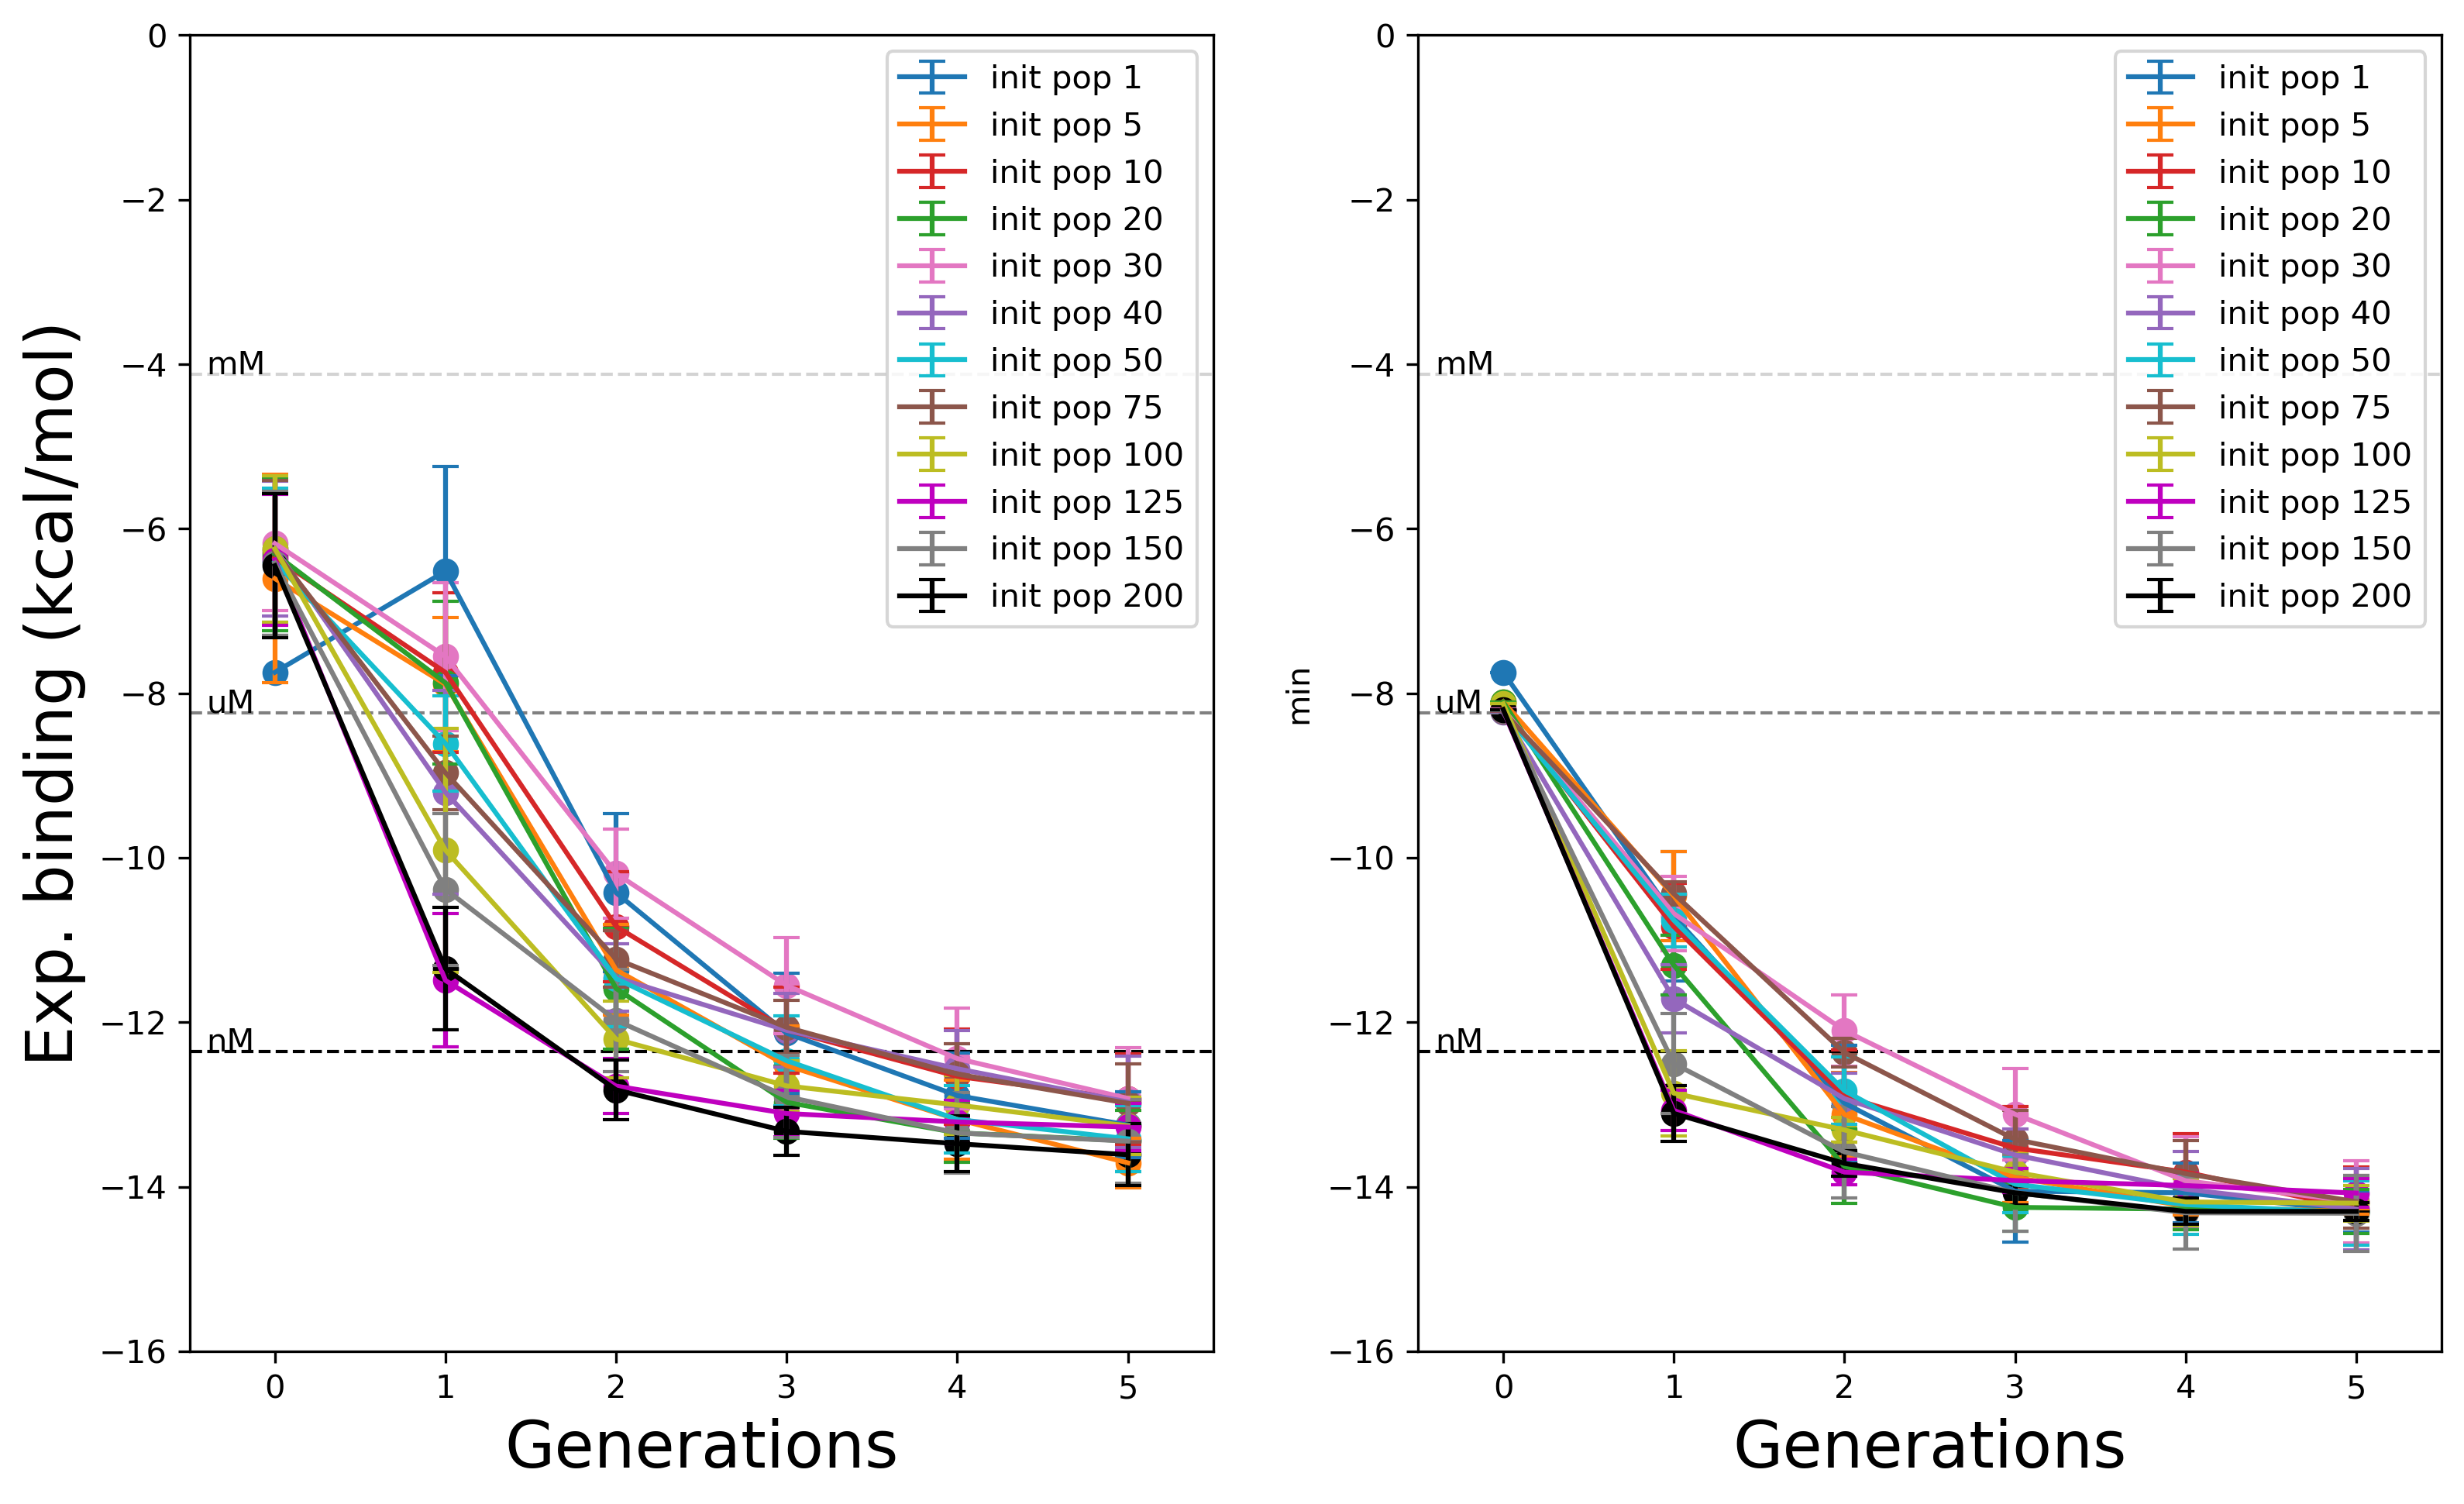 Exp. binding (kcal/mol)
0
−2
−4
−6
−8
−10
−12
−14
−16
mM
uM
nM
init pop 1
init pop 5
init pop 10
init pop 20
init pop 30
init pop 40
init pop 50
init pop 75
init pop 100
init pop 125
init pop 150
init pop 200
0 1 2 3 4 5
Generations
min
0
−2
−4
−6
−8
−10
−12
−14
−16
mM
uM
nM
init pop 1
init pop 5
init pop 10
init pop 20
init pop 30
init pop 40
init pop 50
init pop 75
init pop 100
init pop 125
init pop 150
init pop 200
0 1 2 3 4 5
Generations